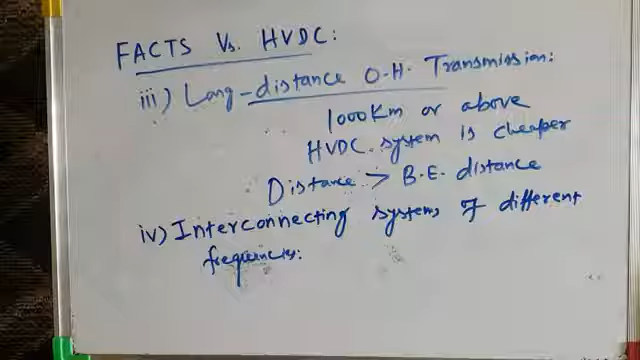 FACTS Vs. HVDC:
iii) Long-distance O.H. Transmission:
1000Km or above
HVDC system is cheaper
Distance > B.E. distance
iv) Interconnecting systems of different
frequencies: